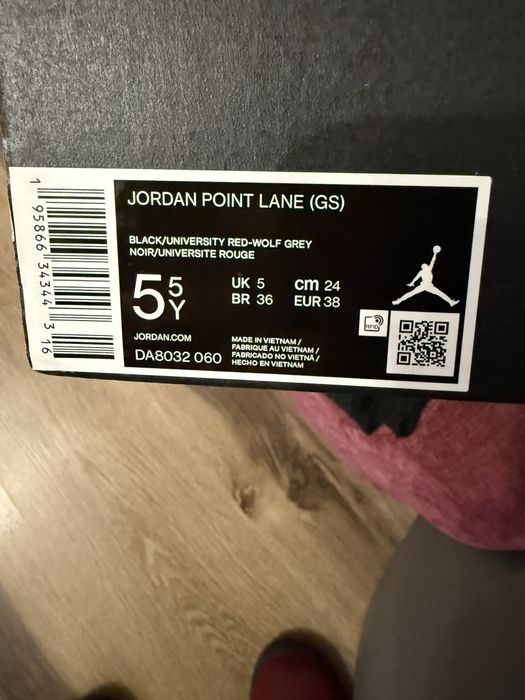 JORDAN POINT LANE (GS)
BLACK/UNIVERSITY RED-WOLF GREY
NOIR/UNIVERSITE ROUGE
5 5 Y
UK 5 cm 24
BR 36 EUR 38
JORDAN.COM
DA8032 060
MADE IN VIETNAM /
FABRIQUE AU VIETNAM /
FABRICADO NO VIETNÃ /
HECHO EN VIETNAM
RFID
1 95866 34344 3 16